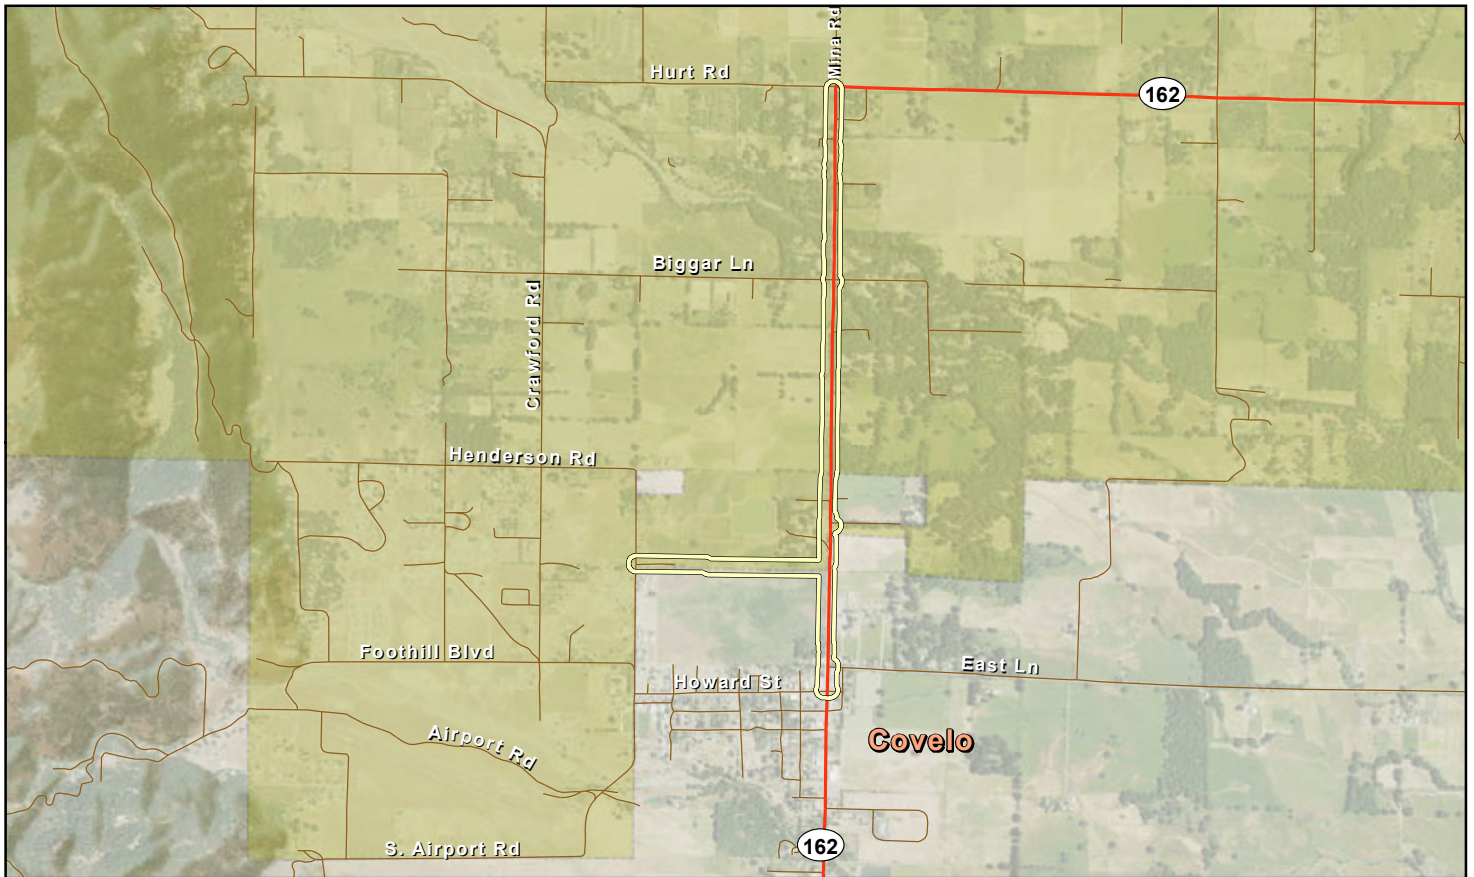 Mina Rd
Hurt Rd
162
Biggar Ln
Crawford Rd
Henderson Rd
Foothill Blvd
East Ln
Howard St
Airport Rd
Covelo
162
S. Airport Rd